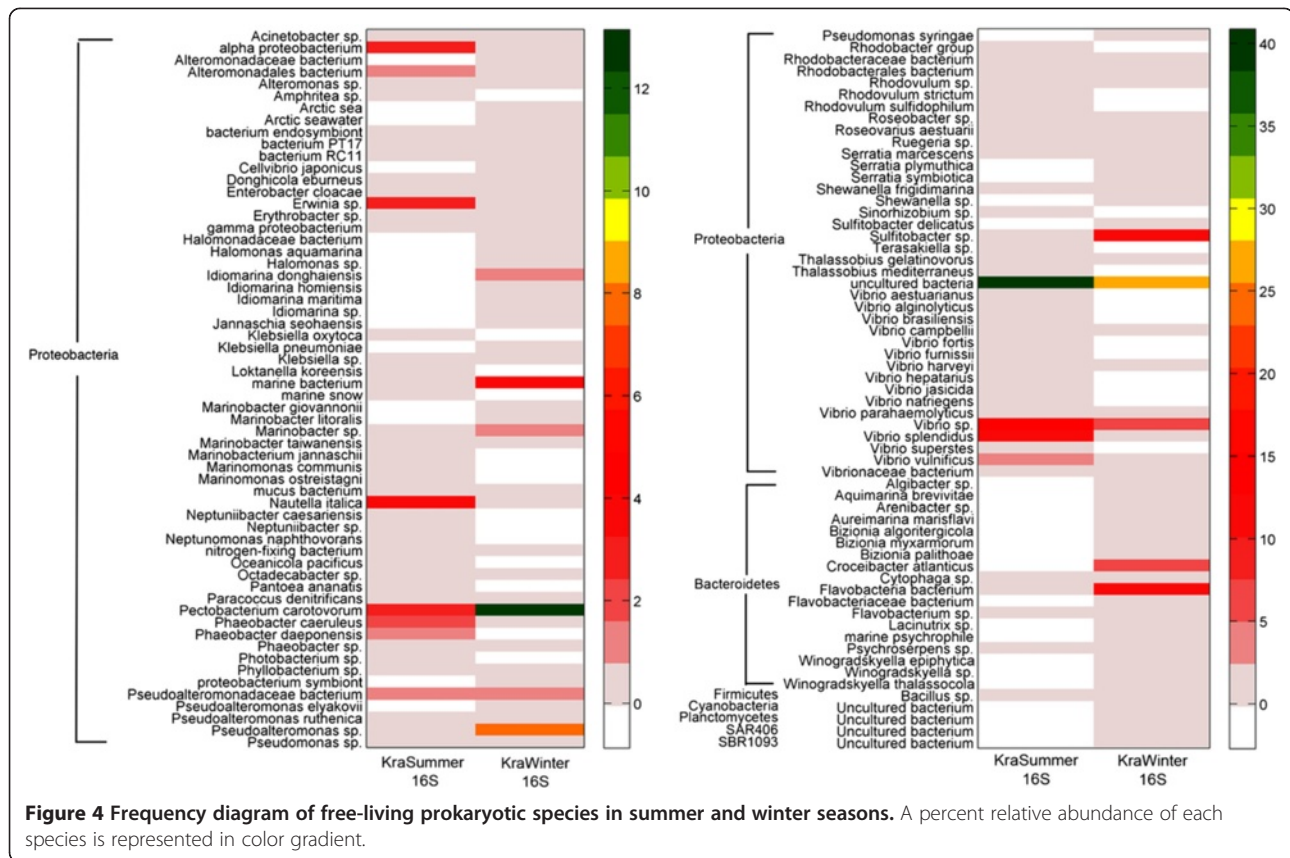 Proteobacteria
Acinetobacter sp.
alpha proteobacterium
Alteromonadaceae bacterium
Alteromonadales bacterium
Alteromonas sp.
Amphritea sp.
Arctic sea
Arctic seawater
bacterium endosymbiont
bacterium PT17
bacterium RC11
Cellvibrio japonicus
Donghicola eburneus
Enterobacter cloacae
Erwinia sp.
Erythrobacter sp.
gamma proteobacterium
Halomonadaceae bacterium
Halomonas aquamarina
Halomonas sp.
Idiomarina donghaiensis
Idiomarina homiensis
Idiomarina maritima
Idiomarina sp.
Jannaschia seohaensis
Klebsiella oxytoca
Klebsiella pneumoniae
Klebsiella sp.
Loktanella koreensis
marine bacterium
marine snow
Marinobacter giovannonii
Marinobacter litoralis
Marinobacter sp.
Marinobacter taiwanensis
Marinobacterium jannaschii
Marinomonas communis
Marinomonas ostreistagni
mucus bacterium
Nautella italica
Neptuniibacter caesariensis
Neptuniibacter sp.
Neptunomonas naphthovorans
nitrogen-fixing bacterium
Oceanicola pacificus
Octadecabacter sp.
Pantoea ananatis
Paracoccus denitrificans
Pectobacterium carotovorum
Phaeobacter caeruleus
Phaeobacter daeponensis
Phaeobacter sp.
Photobacterium sp.
Phyllobacterium sp.
proteobacterium symbiont
Pseudoalteromonadaceae bacterium
Pseudoalteromonas elyakovii
Pseudoalteromonas ruthenica
Pseudoalteromonas sp.
Pseudomonas sp.
KraSummer
16S
KraWinter
16S
12
10
8
6
4
2
0
Proteobacteria
Pseudomonas syringae
Rhodobacter group
Rhodobacteraceae bacterium
Rhodobacterales bacterium
Rhodovulum sp.
Rhodovulum strictum
Rhodovulum sulfidophilum
Roseobacter sp.
Roseovarius aestuarii
Ruegeria sp.
Serratia marcescens
Serratia plymuthica
Serratia symbiotica
Shewanella frigidimarina
Shewanella sp.
Sinorhizobium sp.
Sulfitobacter delicatus
Sulfitobacter sp.
Terasakiella sp.
Thalassobius gelatinovorus
Thalassobius mediterraneus
uncultured bacteria
Vibrio aestuarianus
Vibrio alginolyticus
Vibrio brasiliensis
Vibrio campbellii
Vibrio fortis
Vibrio furnissii
Vibrio harveyi
Vibrio hepatarius
Vibrio jasicida
Vibrio natriegens
Vibrio parahaemolyticus
Vibrio sp.
Vibrio splendidus
Vibrio superstes
Vibrio vulnificus
Vibrionaceae bacterium
Bacteroidetes
Algibacter sp.
Aquimarina brevivitae
Arenibacter sp.
Aureimarina marisflavi
Bizionia algoritergicola
Bizionia myxarmorum
Bizionia palithoae
Croceibacter atlanticus
Cytophaga sp.
Flavobacteria bacterium
Flavobacteriaceae bacterium
Flavobacterium sp.
Lacinutrix sp.
marine psychrophile
Psychroserpens sp.
Winogradskyella epiphytica
Winogradskyella sp.
Winogradskyella thalassocola
Firmicutes Bacillus sp.
Cyanobacteria Uncultured bacterium
Planctomycetes Uncultured bacterium
SAR406 Uncultured bacterium
SBR1093 Uncultured bacterium
KraSummer
16S
KraWinter
16S
40
35
30
25
20
15
10
5
0
Figure 4 Frequency diagram of free-living prokaryotic species in summer and winter seasons. A percent relative abundance of each
species is represented in color gradient.